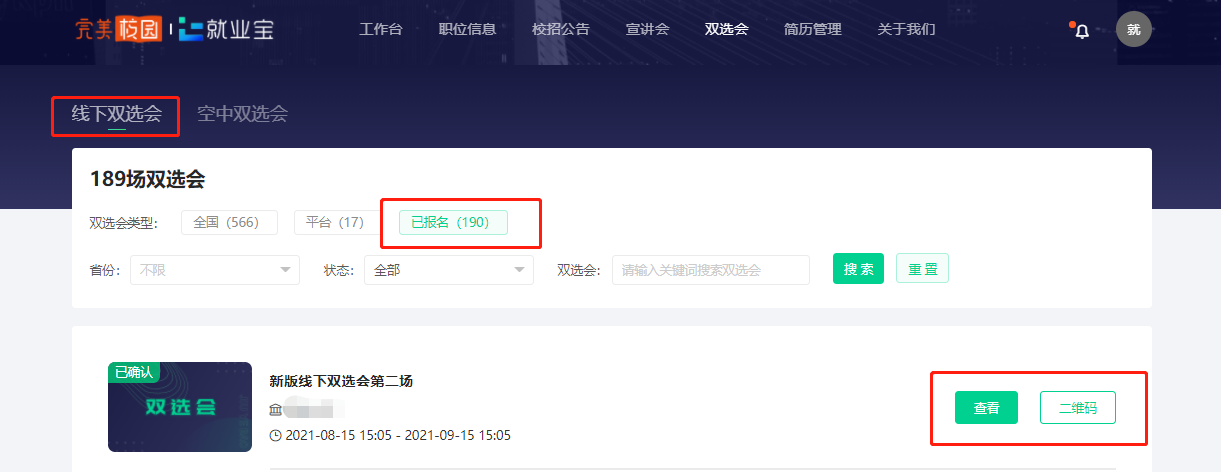 完美校园 就业宝 工作台 职位信息 校招公告 宣讲会 双选会 简历管理 关于我们 就
线下双选会 空中双选会
189场双选会
双选会类型: 全国（566） 平台（17） 已报名（190）
省份: 不限 状态: 全部 双选会: 请输入关键词搜索双选会 搜索 重置
已确认
双选会
新版线下双选会第二场
2021-08-15 15:05 - 2021-09-15 15:05
查看 二维码